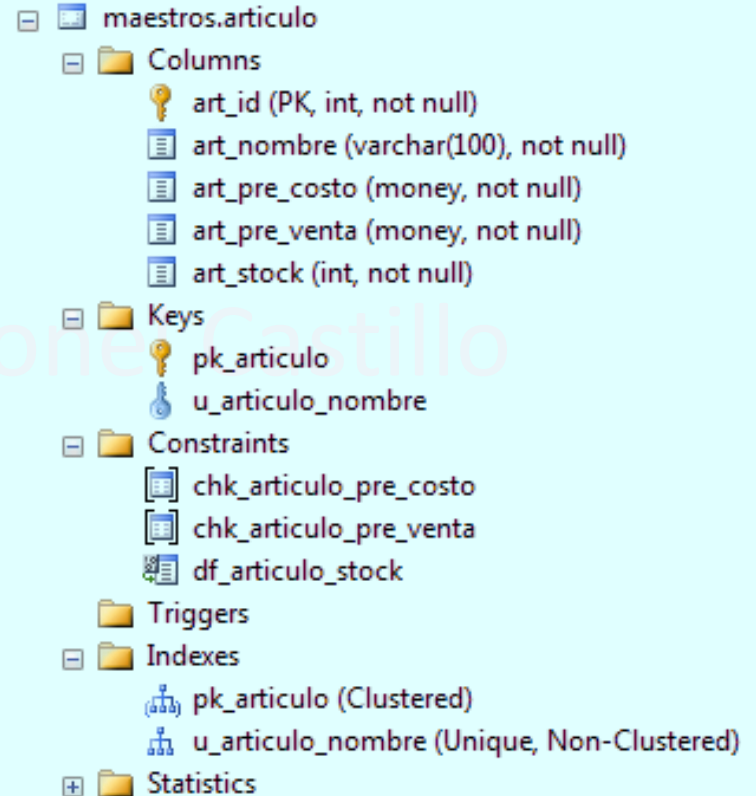 maestros.articulo
Columns
art_id (PK, int, not null)
art_nombre (varchar(100), not null)
art_pre_costo (money, not null)
art_pre_venta (money, not null)
art_stock (int, not null)
Keys
pk_articulo
u_articulo_nombre
Constraints
chk_articulo_pre_costo
chk_articulo_pre_venta
df_articulo_stock
Triggers
Indexes
pk_articulo (Clustered)
u_articulo_nombre (Unique, Non-Clustered)
Statistics